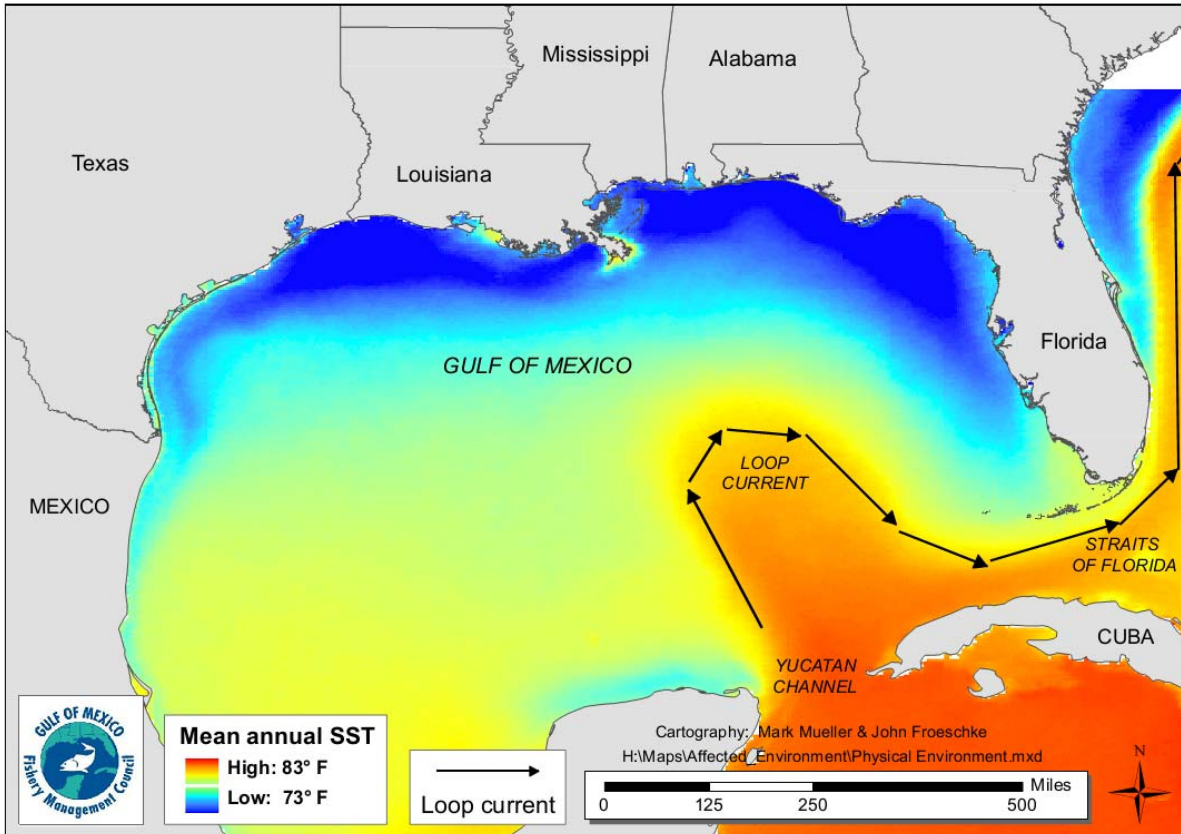 Mississippi
Alabama
Texas
Louisiana
Florida
GULF OF MEXICO
LOOP
CURRENT
MEXICO
STRAITS
OF FLORIDA
CUBA
YUCATAN
CHANNEL
GULF OF MEXICO
Fishery Management Council
Mean annual SST
High: 83° F
Low: 73° F
Loop current
Cartography: Mark Mueller & John Froeschke
H:\Maps\Affected_Environment\Physical Environment.mxd
Miles
0 125 250 500
N